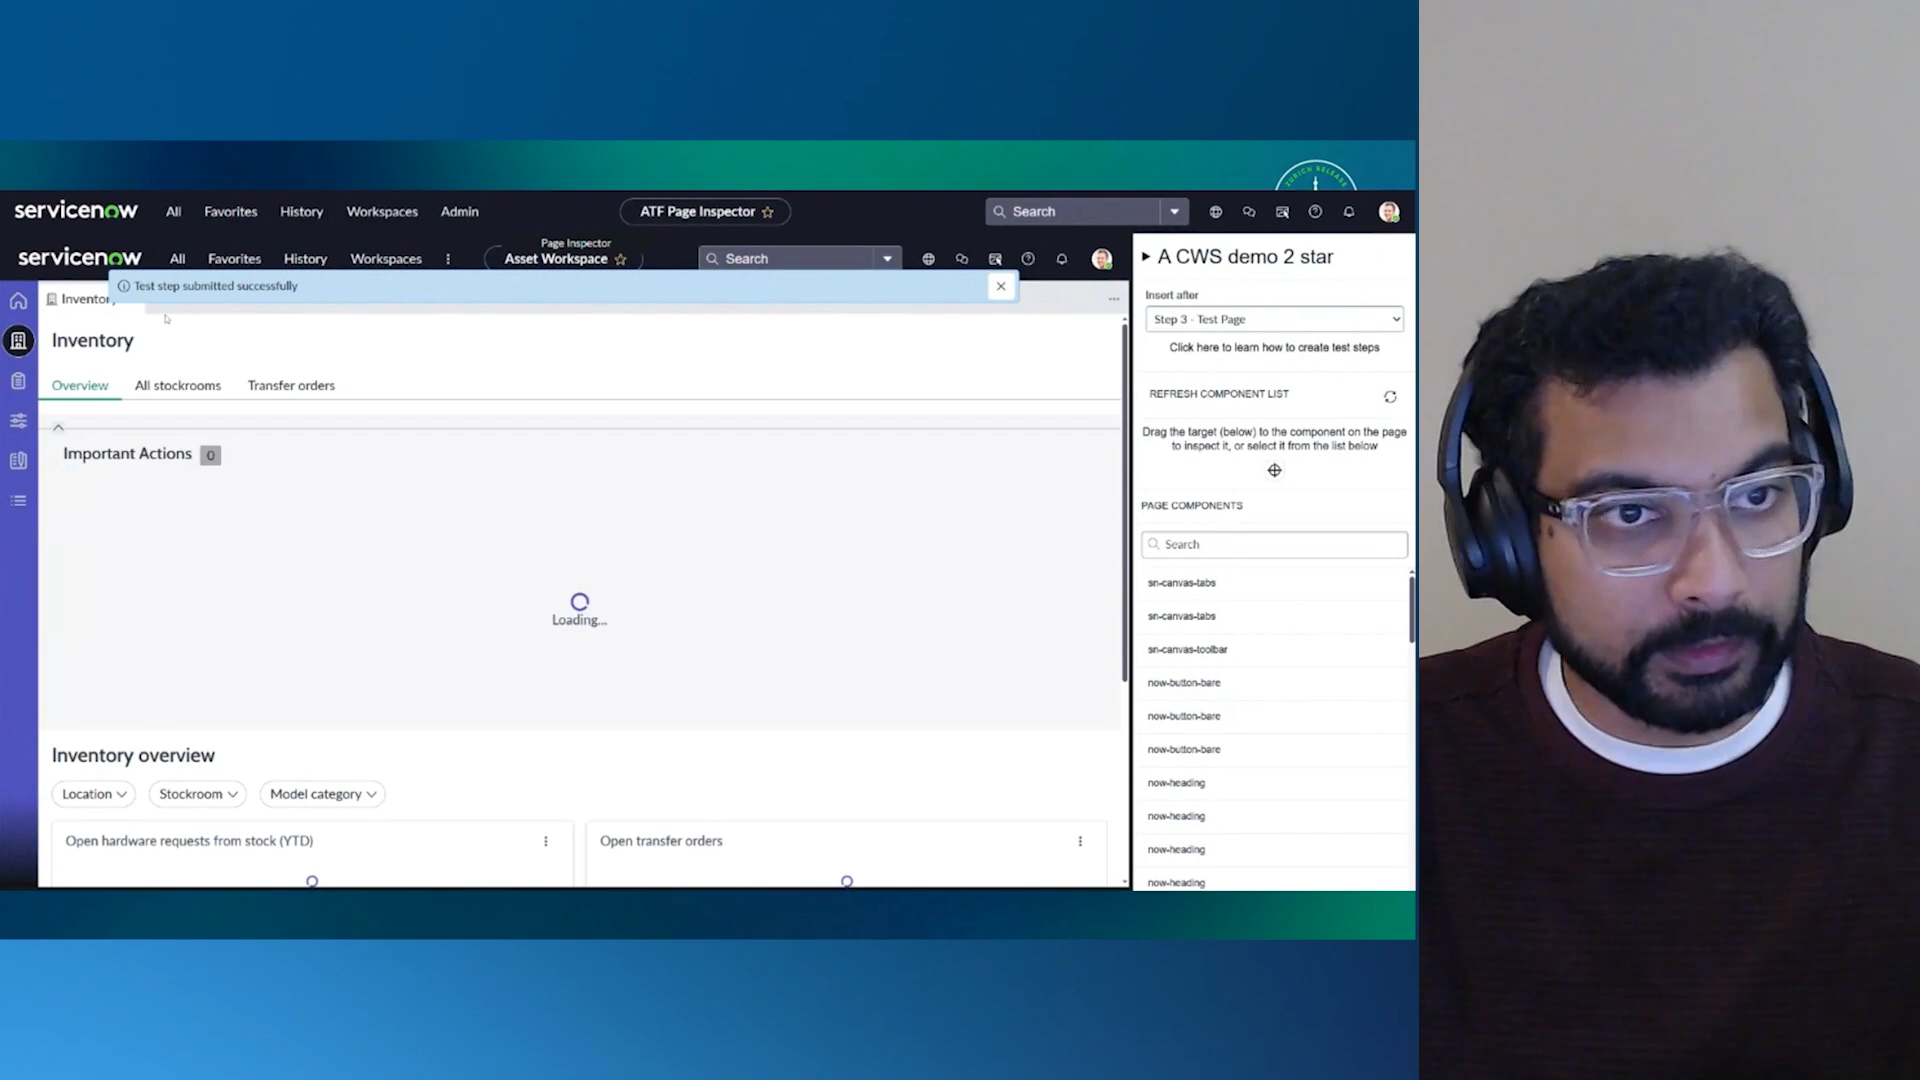 ZURICH RELEASE
servicenow All Favorites History Workspaces Admin ATF Page Inspector Search
Page Inspector
servicenow All Favorites History Workspaces Asset Workspace Search
Test step submitted successfully
Inventory
Inventory
Overview All stockrooms Transfer orders
Important Actions 0
Loading...
Inventory overview
Location Stockroom Model category
Open hardware requests from stock (YTD) Open transfer orders
A CWS demo 2 star
Insert after
Step 3 - Test Page
Click here to learn how to create test steps
REFRESH COMPONENT LIST
Drag the target (below) to the component on the page
to inspect it, or select it from the list below
PAGE COMPONENTS
Search
sn-canvas-tabs
sn-canvas-tabs
sn-canvas-toolbar
now-button-bare
now-button-bare
now-button-bare
now-heading
now-heading
now-heading
now-heading